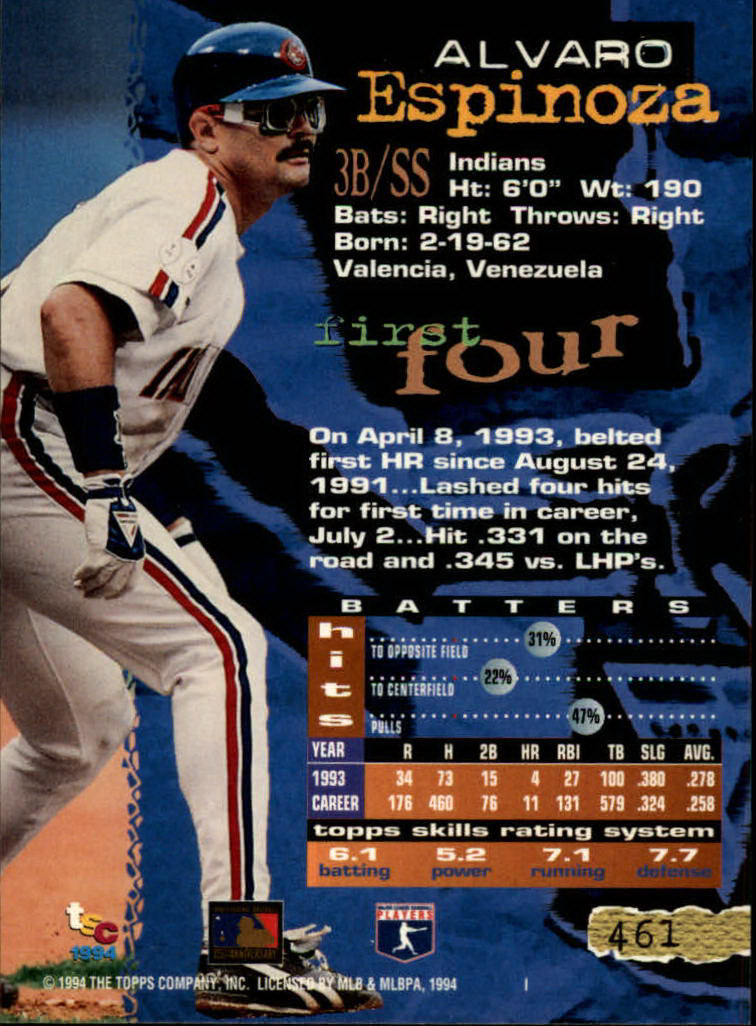 ALVARO
Espinoza
3B/SS
Indians
Ht: 6'0" Wt: 190
Bats: Right Throws: Right
Born: 2-19-62
Valencia, Venezuela
first
four
On April 8, 1993, belted
first HR since August 24,
1991...Lashed four hits
for first time in career,
July 2...Hit .331 on the
road and .345 vs. LHP's.
BATTERS
hits
TO OPPOSITE FIELD 31%
TO CENTERFIELD 22%
PULLS 47%
YEAR R H 2B HR RBI TB SLG AVG.
1993 34 73 15 4 27 100 .380 .278
CAREER 176 460 76 11 131 579 .324 .258
topps skills rating system
6.1 5.2 7.1 7.7
batting power running defense
tsc
1994
125th ANNIVERSARY
MAJOR LEAGUE BASEBALL
PLAYERS
461
© 1994 THE TOPPS COMPANY, INC. LICENSED BY MLB & MLBPA, 1994 I